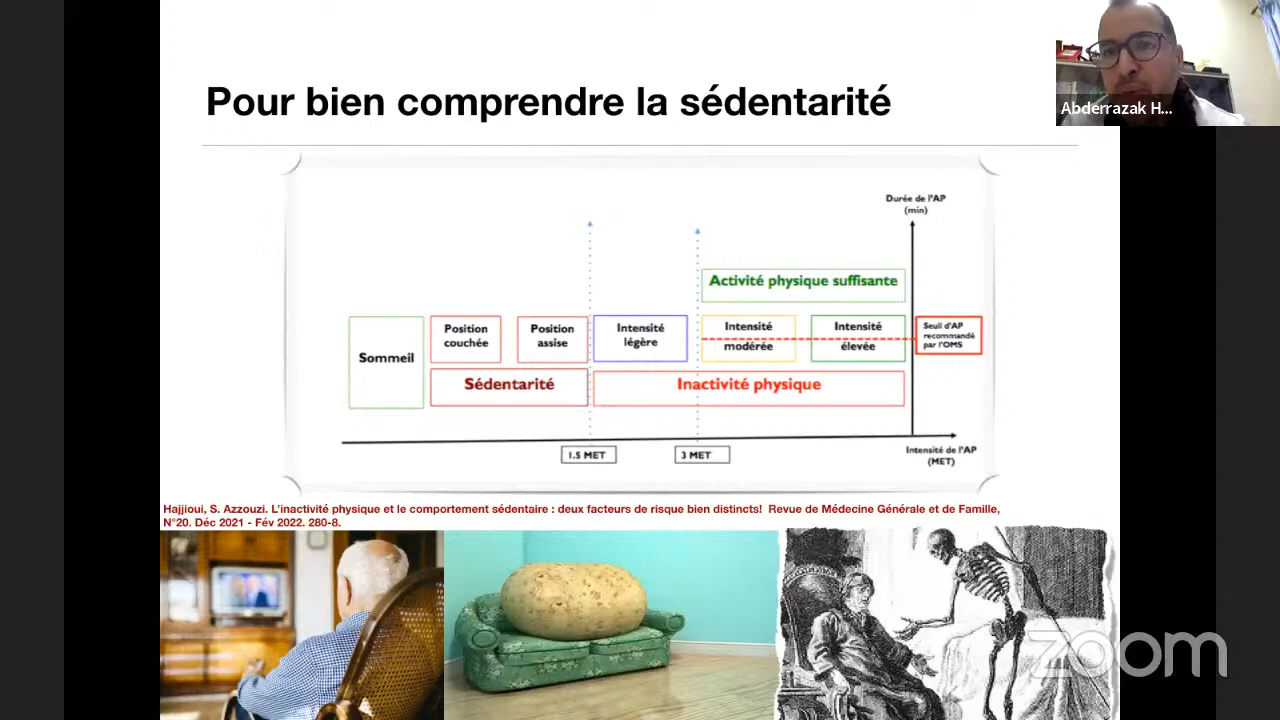 Pour bien comprendre la sédentarité
Abderrazak H...
Durée de l'AP
(min)
Activité physique suffisante
Sommeil
Position
couchée
Position
assise
Intensité
légère
Intensité
modérée
Intensité
élevée
Seuil d'AP
recommandé
par l'OMS
Sédentarité
Inactivité physique
1.5 MET
3 MET
Intensité de l'AP
(MET)
Hajjioui, S. Azzouzi. L'inactivité physique et le comportement sédentaire : deux facteurs de risque bien distincts! Revue de Médecine Générale et de Famille,
N°20. Déc 2021 - Fév 2022. 280-8.
zoom